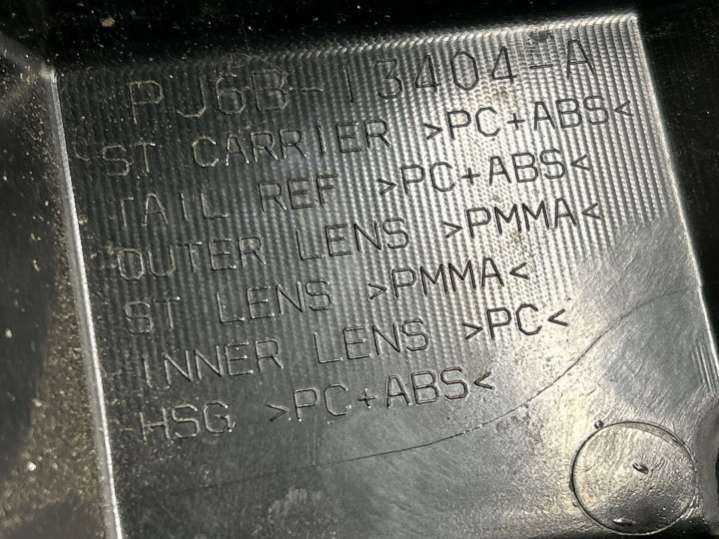 PJ6B-13404-A
ST CARRIER >PC+ABS<
TAIL REF >PC+ABS<
OUTER LENS >PMMA<
ST LENS >PMMA<
INNER LENS >PC<
HSG >PC+ABS<